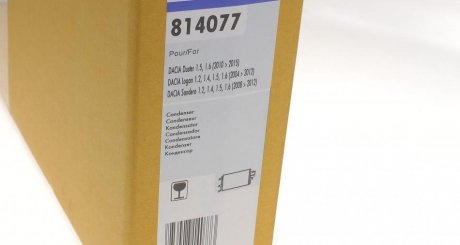 814077
Pour/For
DACIA Duster 1.5, 1.6 (2010 > 2015)
DACIA Logan 1.2, 1.4, 1.5, 1.6 (2004 > 2012)
DACIA Sandero 1.2, 1.4, 1.5, 1.6 (2008 > 2012)
Condenser
Condenseur
Kondensator
Condensador
Condensatore
Kondenser
Конденсор